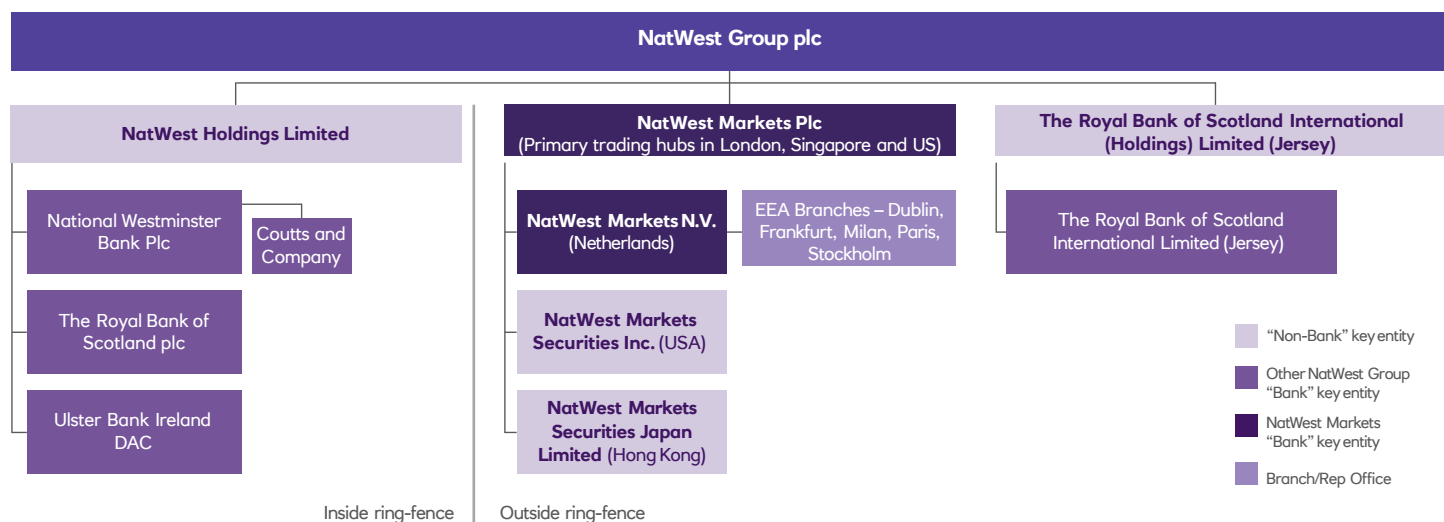 NatWest Group plc
NatWest Holdings Limited
NatWest Markets Plc
(Primary trading hubs in London, Singapore and US)
The Royal Bank of Scotland International
(Holdings) Limited (Jersey)
National Westminster
Bank Plc
Coutts and
Company
The Royal Bank of
Scotland plc
Ulster Bank Ireland
DAC
NatWest Markets N.V.
(Netherlands)
EEA Branches – Dublin,
Frankfurt, Milan, Paris,
Stockholm
NatWest Markets
Securities Inc. (USA)
NatWest Markets
Securities Japan
Limited (Hong Kong)
The Royal Bank of Scotland
International Limited (Jersey)
“Non-Bank” key entity
Other NatWest Group
“Bank” key entity
NatWest Markets
“Bank” key entity
Branch/Rep Office
Inside ring-fence
Outside ring-fence